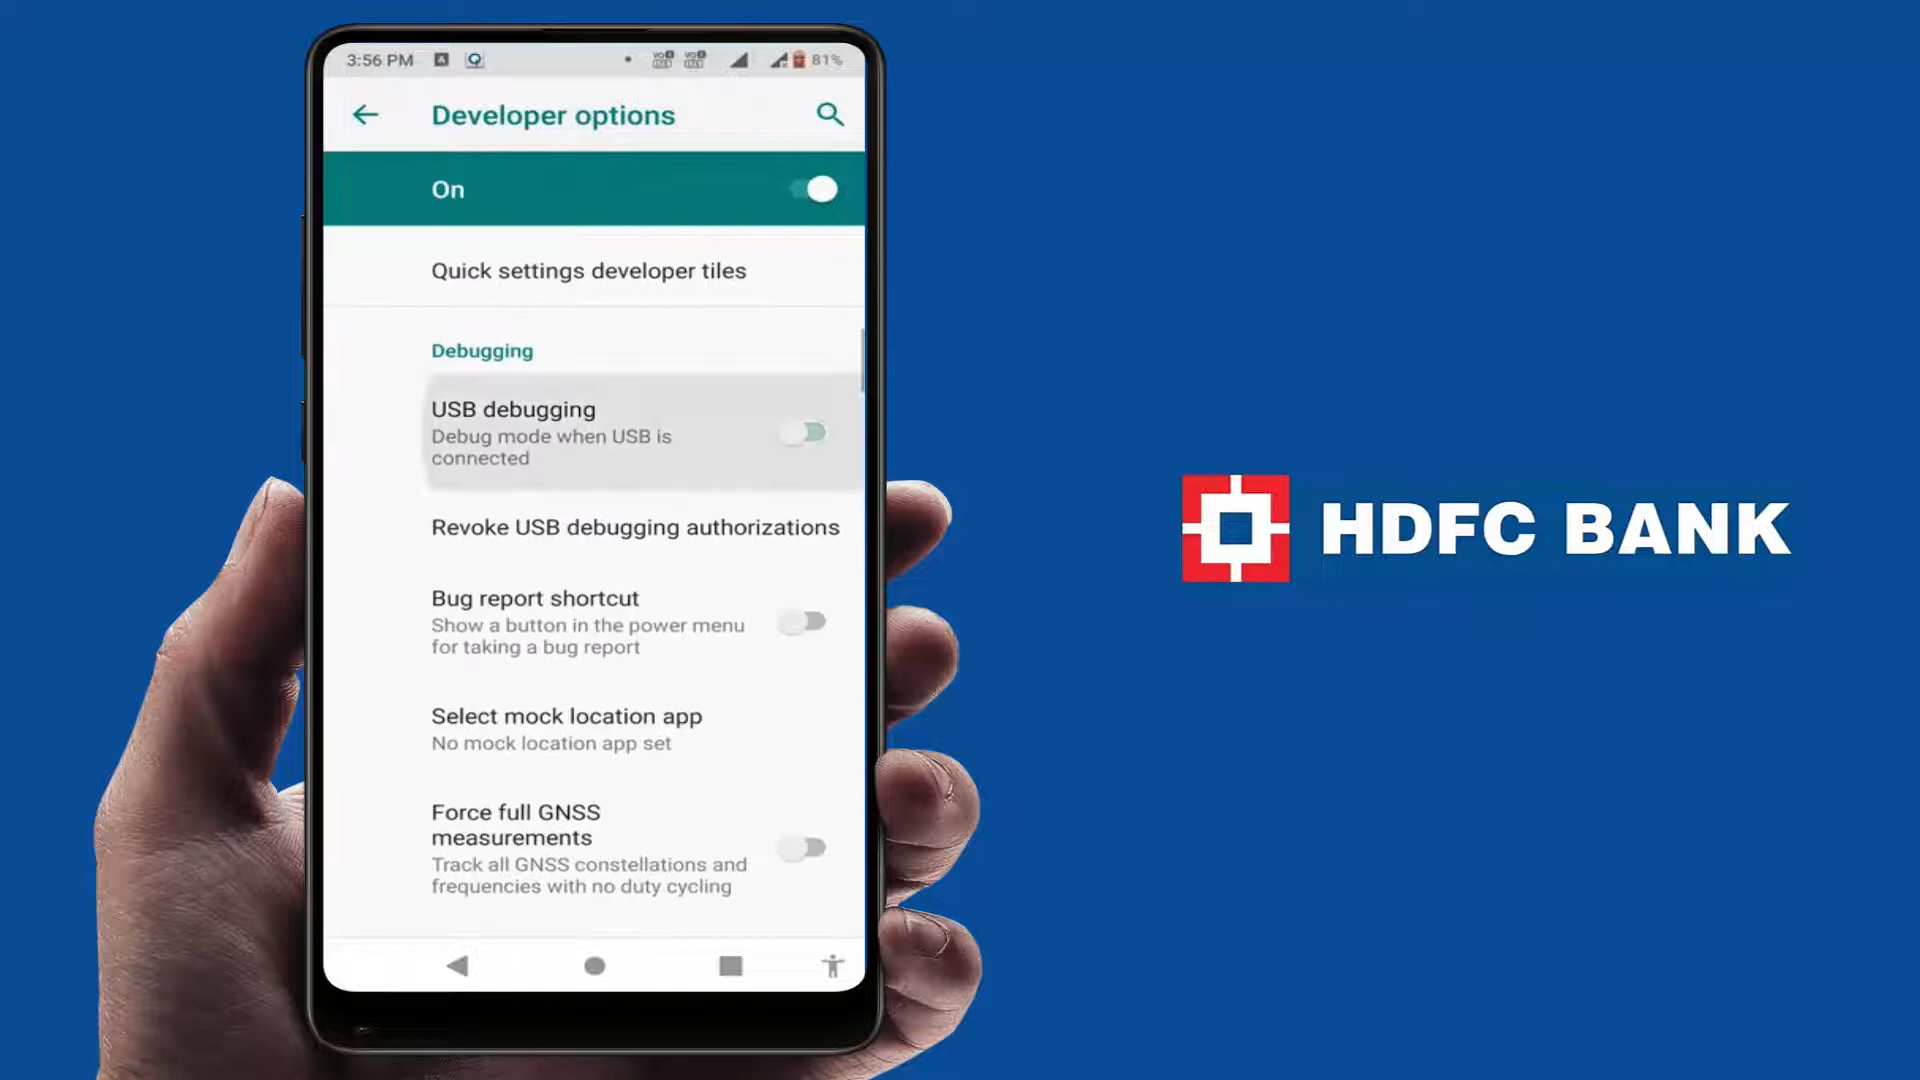 3:56 PM
81%
Developer options
On
Quick settings developer tiles
Debugging
USB debugging
Debug mode when USB is
connected
Revoke USB debugging authorizations
Bug report shortcut
Show a button in the power menu
for taking a bug report
Select mock location app
No mock location app set
Force full GNSS
measurements
Track all GNSS constellations and
frequencies with no duty cycling
HDFC BANK